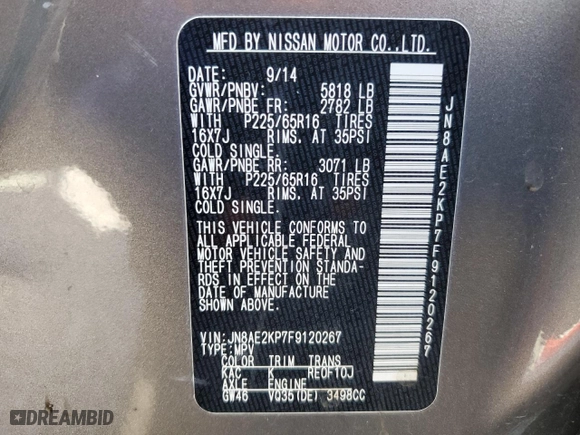 MFD BY NISSAN MOTOR CO.,LTD.
DATE: 9/14
GVWR/PNBV: 5818 LB
GAWR/PNBE FR: 2782 LB
WITH P225/65R16 TIRES
16X7J RIMS, AT 35PSI
COLD SINGLE.
GAWR/PNBE RR: 3071 LB
WITH P225/65R16 TIRES
16X7J RIMS, AT 35PSI
COLD SINGLE.
THIS VEHICLE CONFORMS TO
ALL APPLICABLE FEDERAL
MOTOR VEHICLE SAFETY AND
THEFT PREVENTION STANDA-
RDS IN EFFECT ON THE
DATE OF MANUFACTURE
SHOWN ABOVE.
VIN:JN8AE2KP7F9120267
TYPE:MPV
COLOR TRIM TRANS
KAC K RE0F10J
AXLE ENGINE
GW46 VQ35(DE) 3498CC
JN8AE2KP7F9120267
DREAMBID